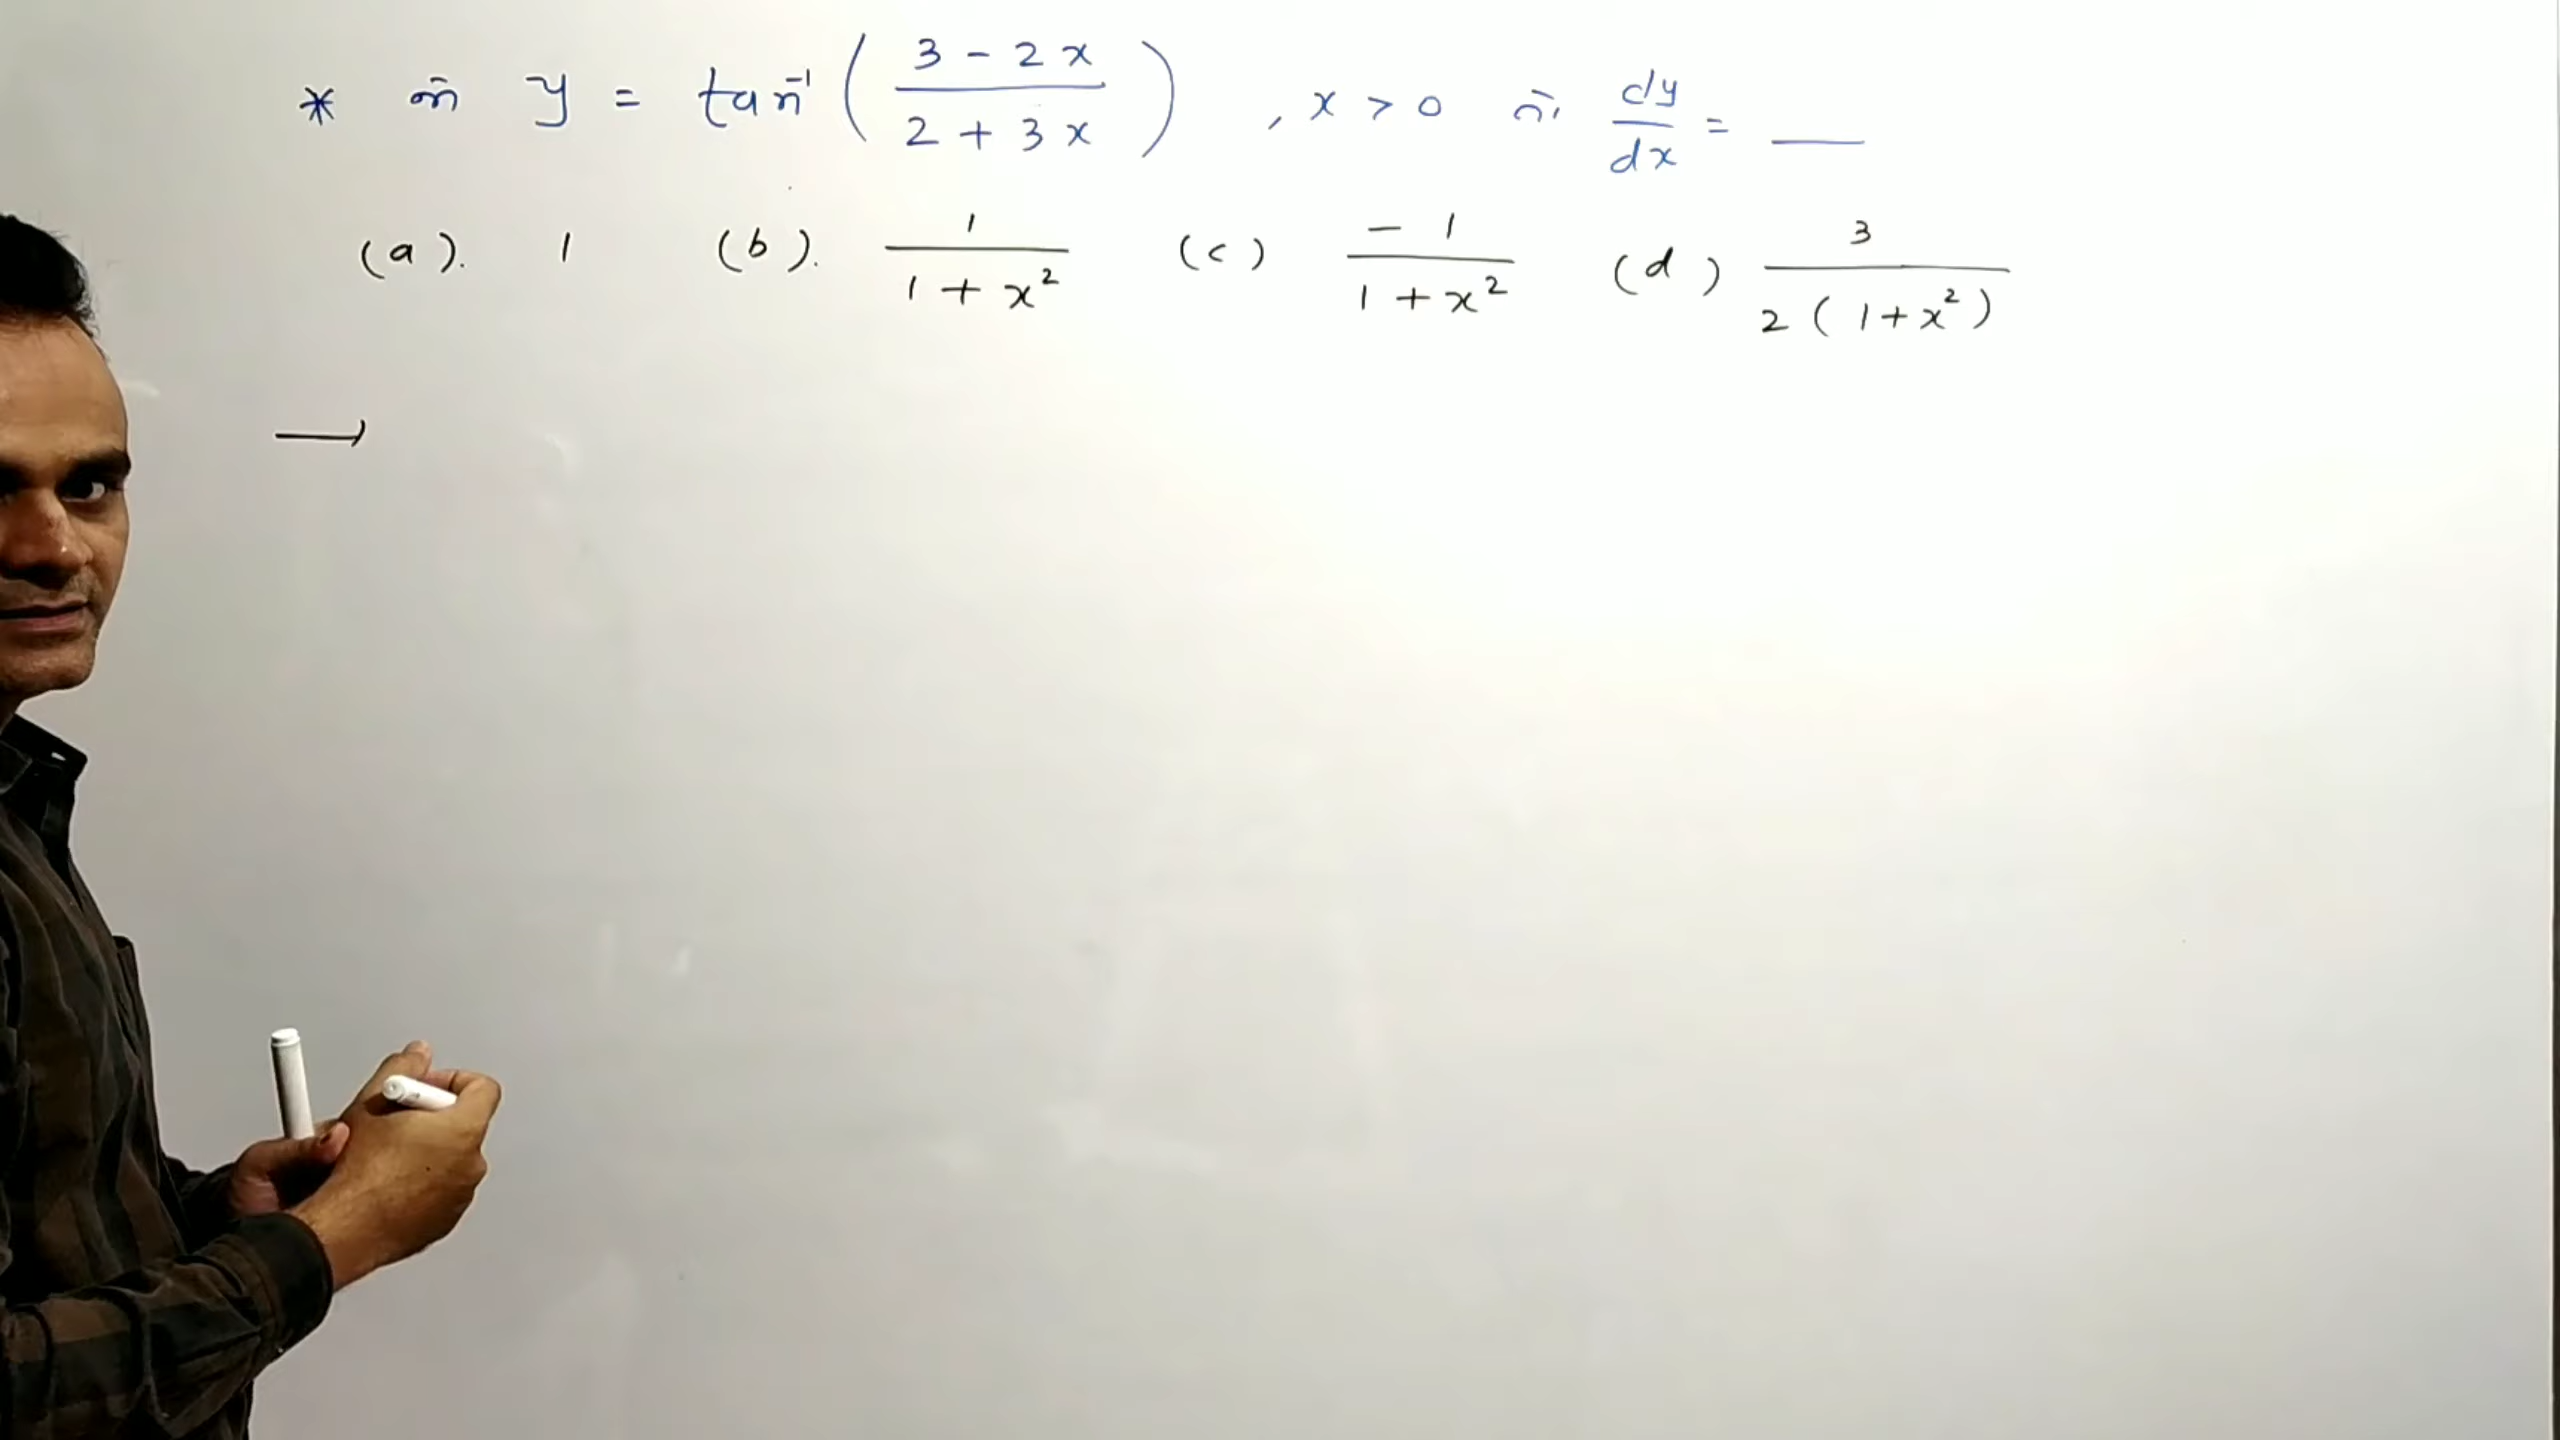 * જો y = tan⁻¹ ( (3 - 2x) / (2 + 3x) ) , x > 0 તો dy/dx = ___
(a). 1 (b). 1 / (1 + x²) (c) -1 / (1 + x²) (d) 3 / (2 (1 + x²))
→